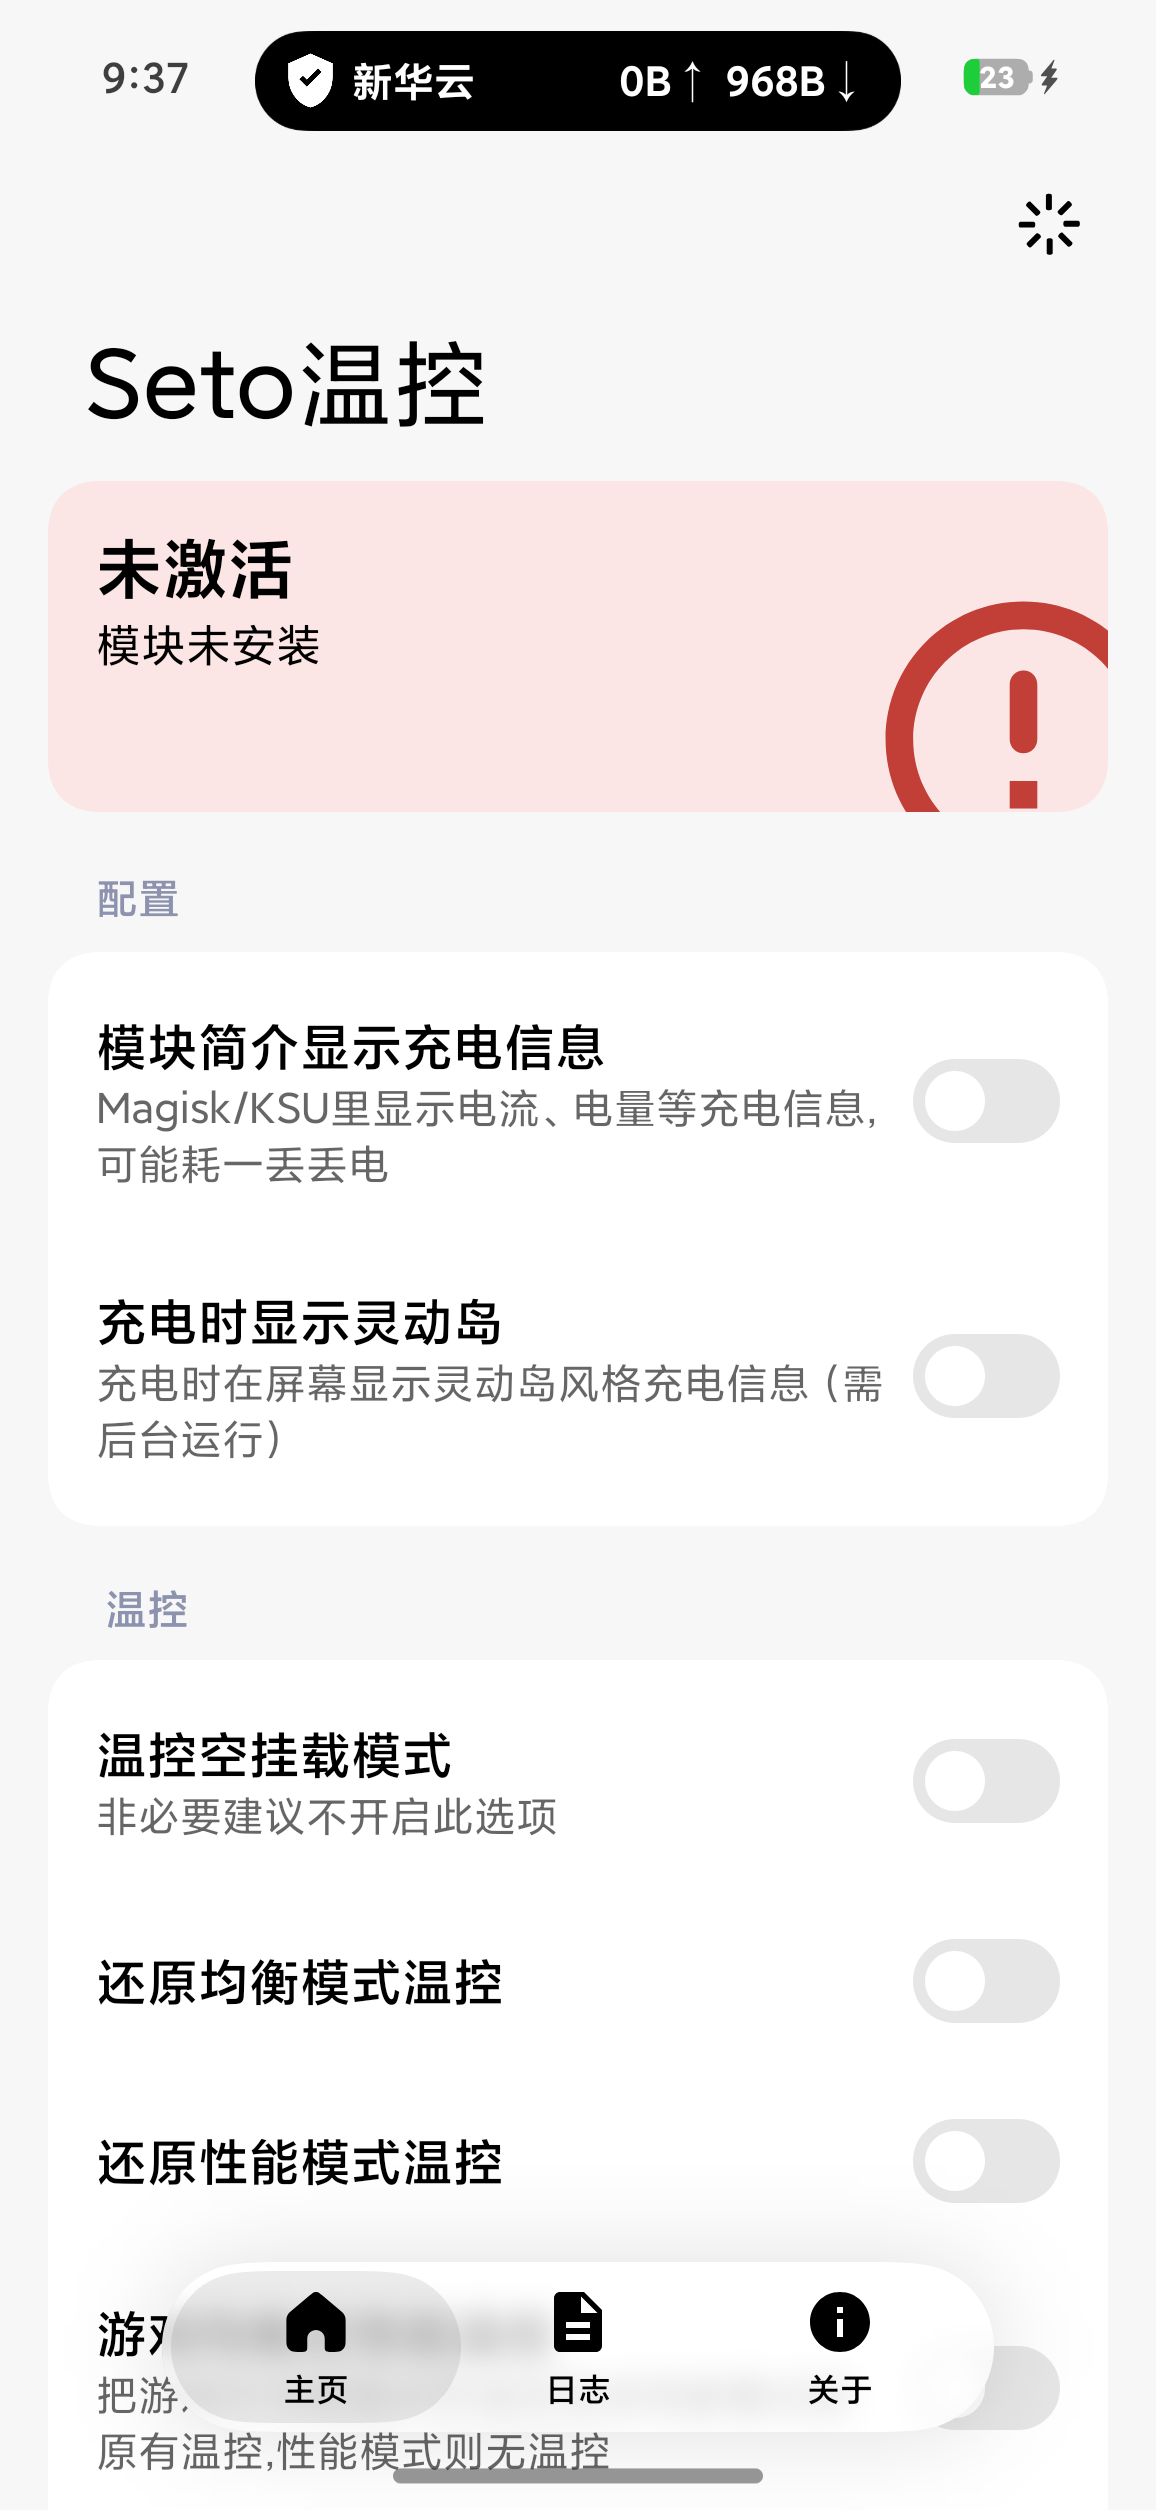 9:37
新华云
0B↑ 968B↓
23
Seto温控
未激活
模块未安装
配置
模块简介显示充电信息
Magisk/KSU里显示电流、电量等充电信息,
可能耗一丢丢电
充电时显示灵动岛
充电时在屏幕显示灵动岛风格充电信息（需
后台运行）
温控
温控空挂载模式
非必要建议不开启此选项
还原均衡模式温控
还原性能模式温控
游
把游
原有温控,性能模式则无温控
主页
日志
关于